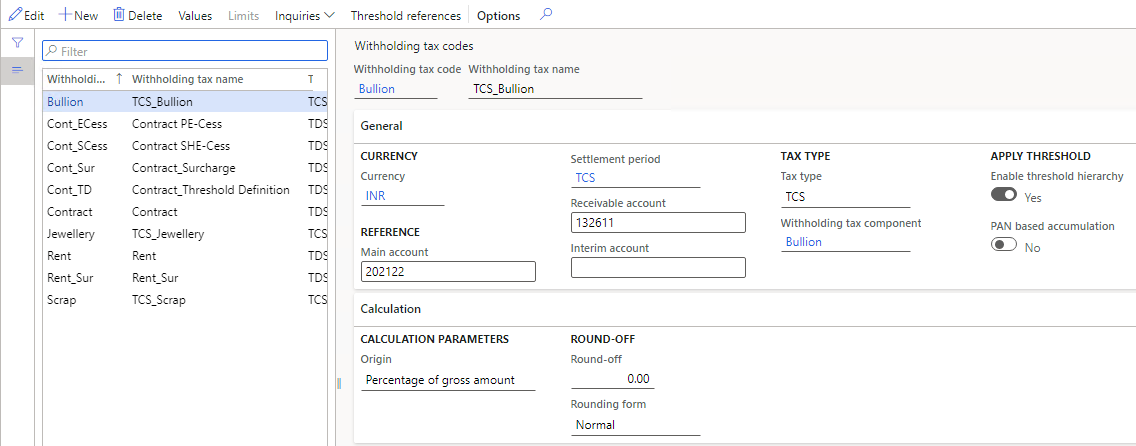 Edit New Delete Values Limits Inquiries Threshold references Options
Filter
Withholdi... Withholding tax name T
Bullion TCS_Bullion TCS
Cont_ECess Contract PE-Cess TDS
Cont_SCess Contract SHE-Cess TDS
Cont_Sur Contract_Surcharge TDS
Cont_TD Contract_Threshold Definition TDS
Contract Contract TDS
Jewellery TCS_Jewellery TCS
Rent Rent TDS
Rent_Sur Rent_Sur TDS
Scrap TCS_Scrap TCS
Withholding tax codes
Withholding tax code Withholding tax name
Bullion TCS_Bullion
General
CURRENCY
Currency
INR
REFERENCE
Main account
202122
Settlement period
TCS
Receivable account
132611
Interim account
TAX TYPE
Tax type
TCS
Withholding tax component
Bullion
APPLY THRESHOLD
Enable threshold hierarchy
Yes
PAN based accumulation
No
Calculation
CALCULATION PARAMETERS
Origin
Percentage of gross amount
ROUND-OFF
Round-off
0.00
Rounding form
Normal